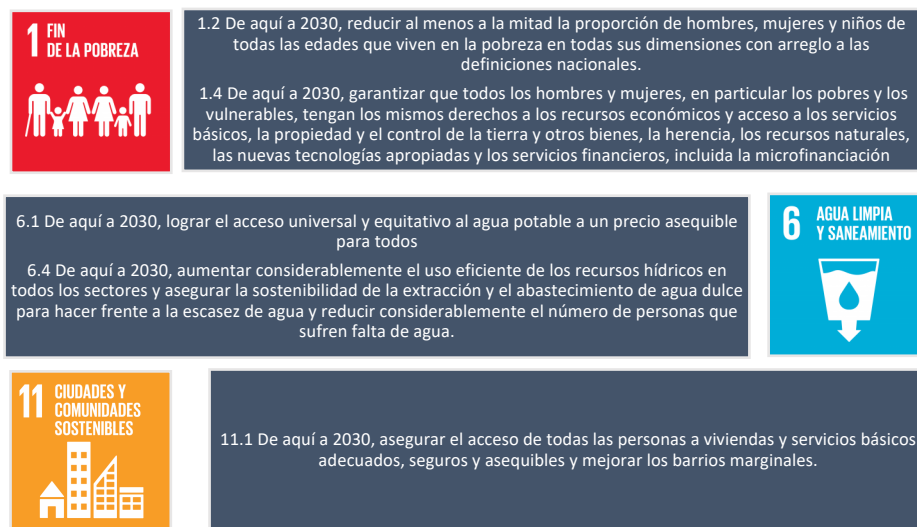 1 FIN
DE LA POBREZA
1.2 De aquí a 2030, reducir al menos a la mitad la proporción de hombres, mujeres y niños de
todas las edades que viven en la pobreza en todas sus dimensiones con arreglo a las
definiciones nacionales.
1.4 De aquí a 2030, garantizar que todos los hombres y mujeres, en particular los pobres y los
vulnerables, tengan los mismos derechos a los recursos económicos y acceso a los servicios
básicos, la propiedad y el control de la tierra y otros bienes, la herencia, los recursos naturales,
las nuevas tecnologías apropiadas y los servicios financieros, incluida la microfinanciación
6.1 De aquí a 2030, lograr el acceso universal y equitativo al agua potable a un precio asequible
para todos
6.4 De aquí a 2030, aumentar considerablemente el uso eficiente de los recursos hídricos en
todos los sectores y asegurar la sostenibilidad de la extracción y el abastecimiento de agua dulce
para hacer frente a la escasez de agua y reducir considerablemente el número de personas que
sufren falta de agua.
6 AGUA LIMPIA
Y SANEAMIENTO
11 CIUDADES Y
COMUNIDADES
SOSTENIBLES
11.1 De aquí a 2030, asegurar el acceso de todas las personas a viviendas y servicios básicos
adecuados, seguros y asequibles y mejorar los barrios marginales.